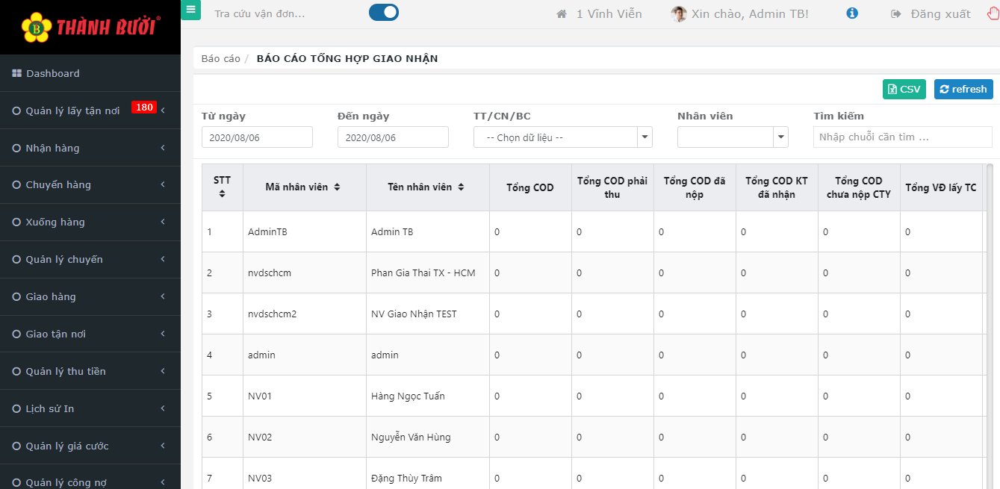 THÀNH BƯỞI®
B
Tra cứu vận đơn...
1 Vĩnh Viễn
Xin chào, Admin TB!
Đăng xuất
Dashboard
Quản lý lấy tận nơi 180
Nhận hàng
Chuyển hàng
Xuống hàng
Quản lý chuyến
Giao hàng
Giao tận nơi
Quản lý thu tiền
Lịch sử In
Quản lý giá cước
Quản lý công nợ
Báo cáo / BÁO CÁO TỔNG HỢP GIAO NHẬN
CSV refresh
Từ ngày Đến ngày TT/CN/BC Nhân viên Tìm kiếm
2020/08/06 2020/08/06 -- Chọn dữ liệu -- Nhập chuỗi cần tìm ...
STT Mã nhân viên Tên nhân viên Tổng COD Tổng COD phải thu Tổng COD đã nộp Tổng COD KT đã nhận Tổng COD chưa nộp CTY Tổng VĐ lấy TC
1 AdminTB Admin TB 0 0 0 0 0 0
2 nvdschcm Phan Gia Thai TX - HCM 0 0 0 0 0 0
3 nvdschcm2 NV Giao Nhận TEST 0 0 0 0 0 0
4 admin admin 0 0 0 0 0 0
5 NV01 Hàng Ngọc Tuấn 0 0 0 0 0 0
6 NV02 Nguyễn Văn Hùng 0 0 0 0 0 0
7 NV03 Đặng Thùy Trâm 0 0 0 0 0 0